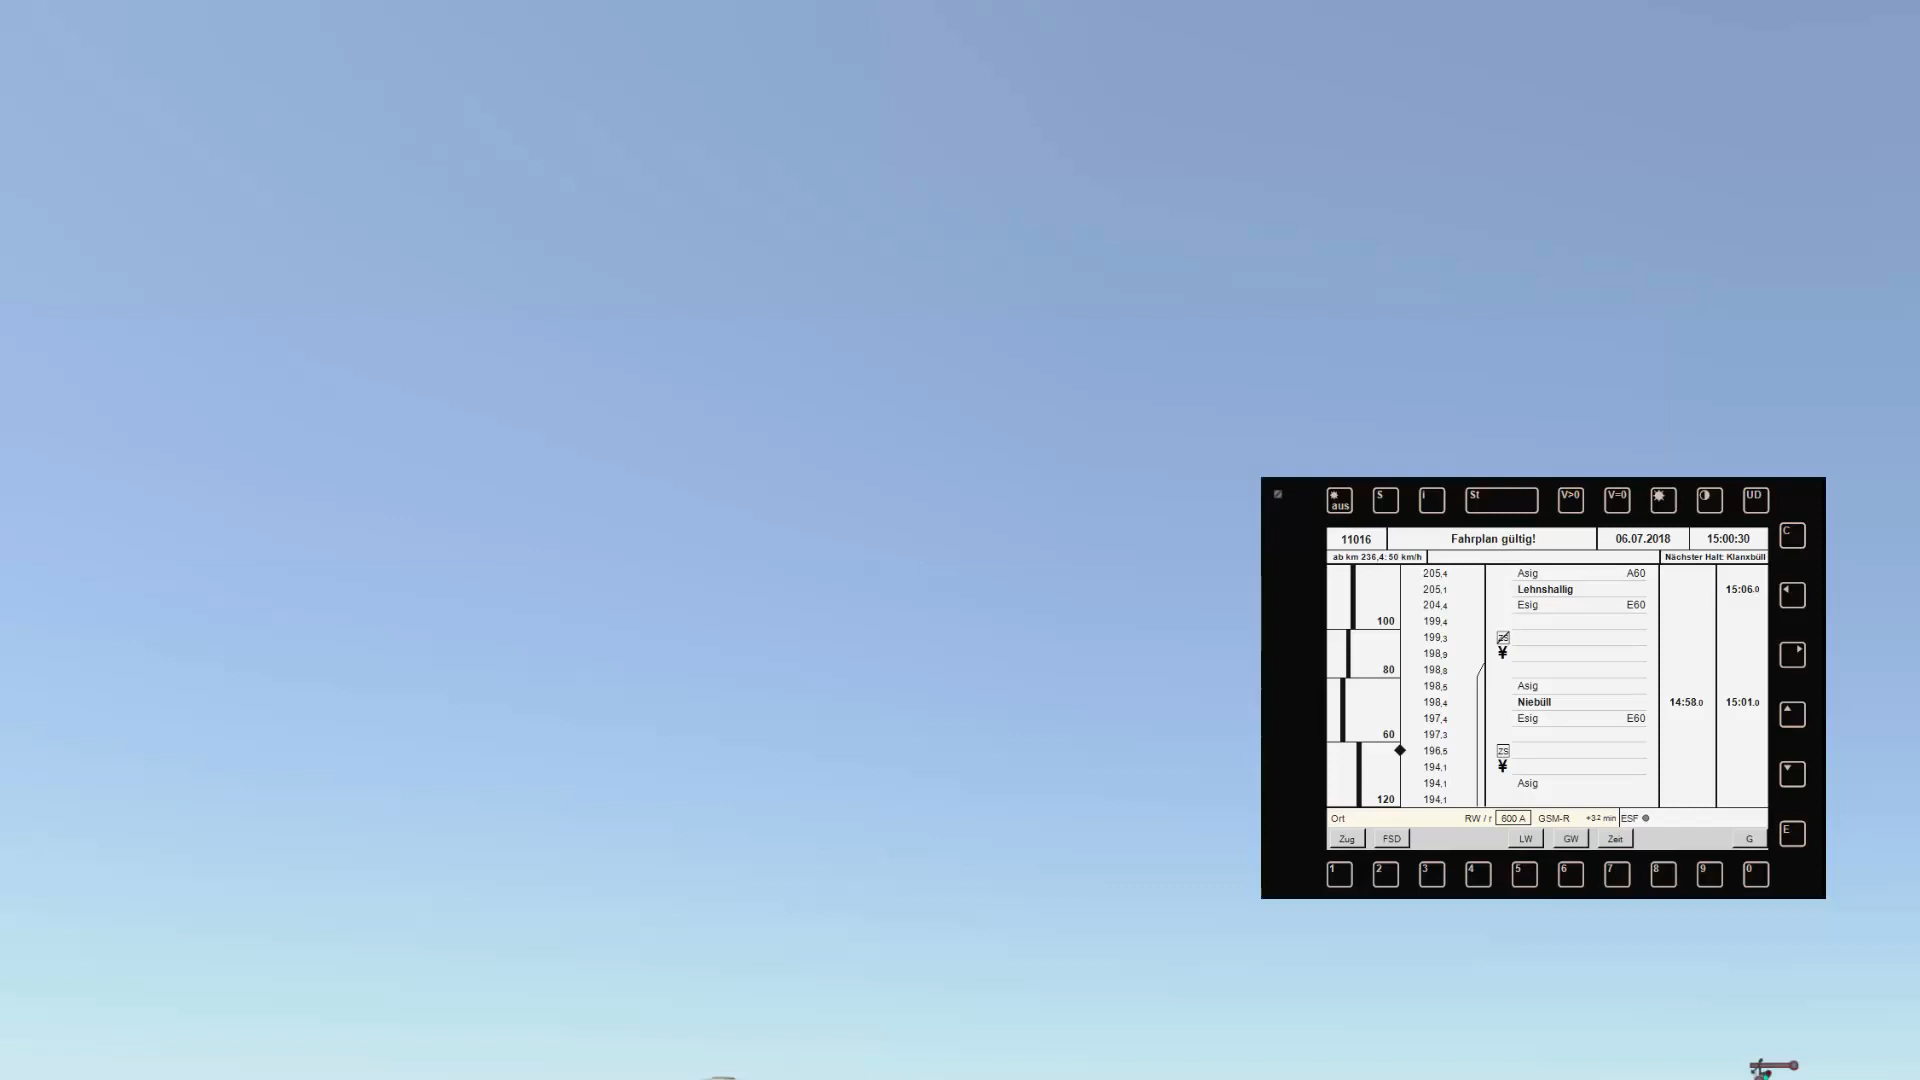 aus S i St V>0 V=0 UD
C
11016 Fahrplan gültig! 06.07.2018 15:00:30
ab km 236,4: 50 km/h Nächster Halt: Klanxbüll
205,4 Asig A60
205,1 Lehnshallig 15:06.0
204,4 Esig E60
100 199,4
199,3 ZS
198,9 ¥
80 198,8
198,5 Asig
198,4 Niebüll 14:58.0 15:01.0
197,4 Esig E60
60 197,3
196,5 ZS
194,1 ¥
194,1 Asig
120 194,1
Ort RW / r 600 A GSM-R +32 min ESF
E
Zug FSD LW GW Zeit G
1 2 3 4 5 6 7 8 9 0